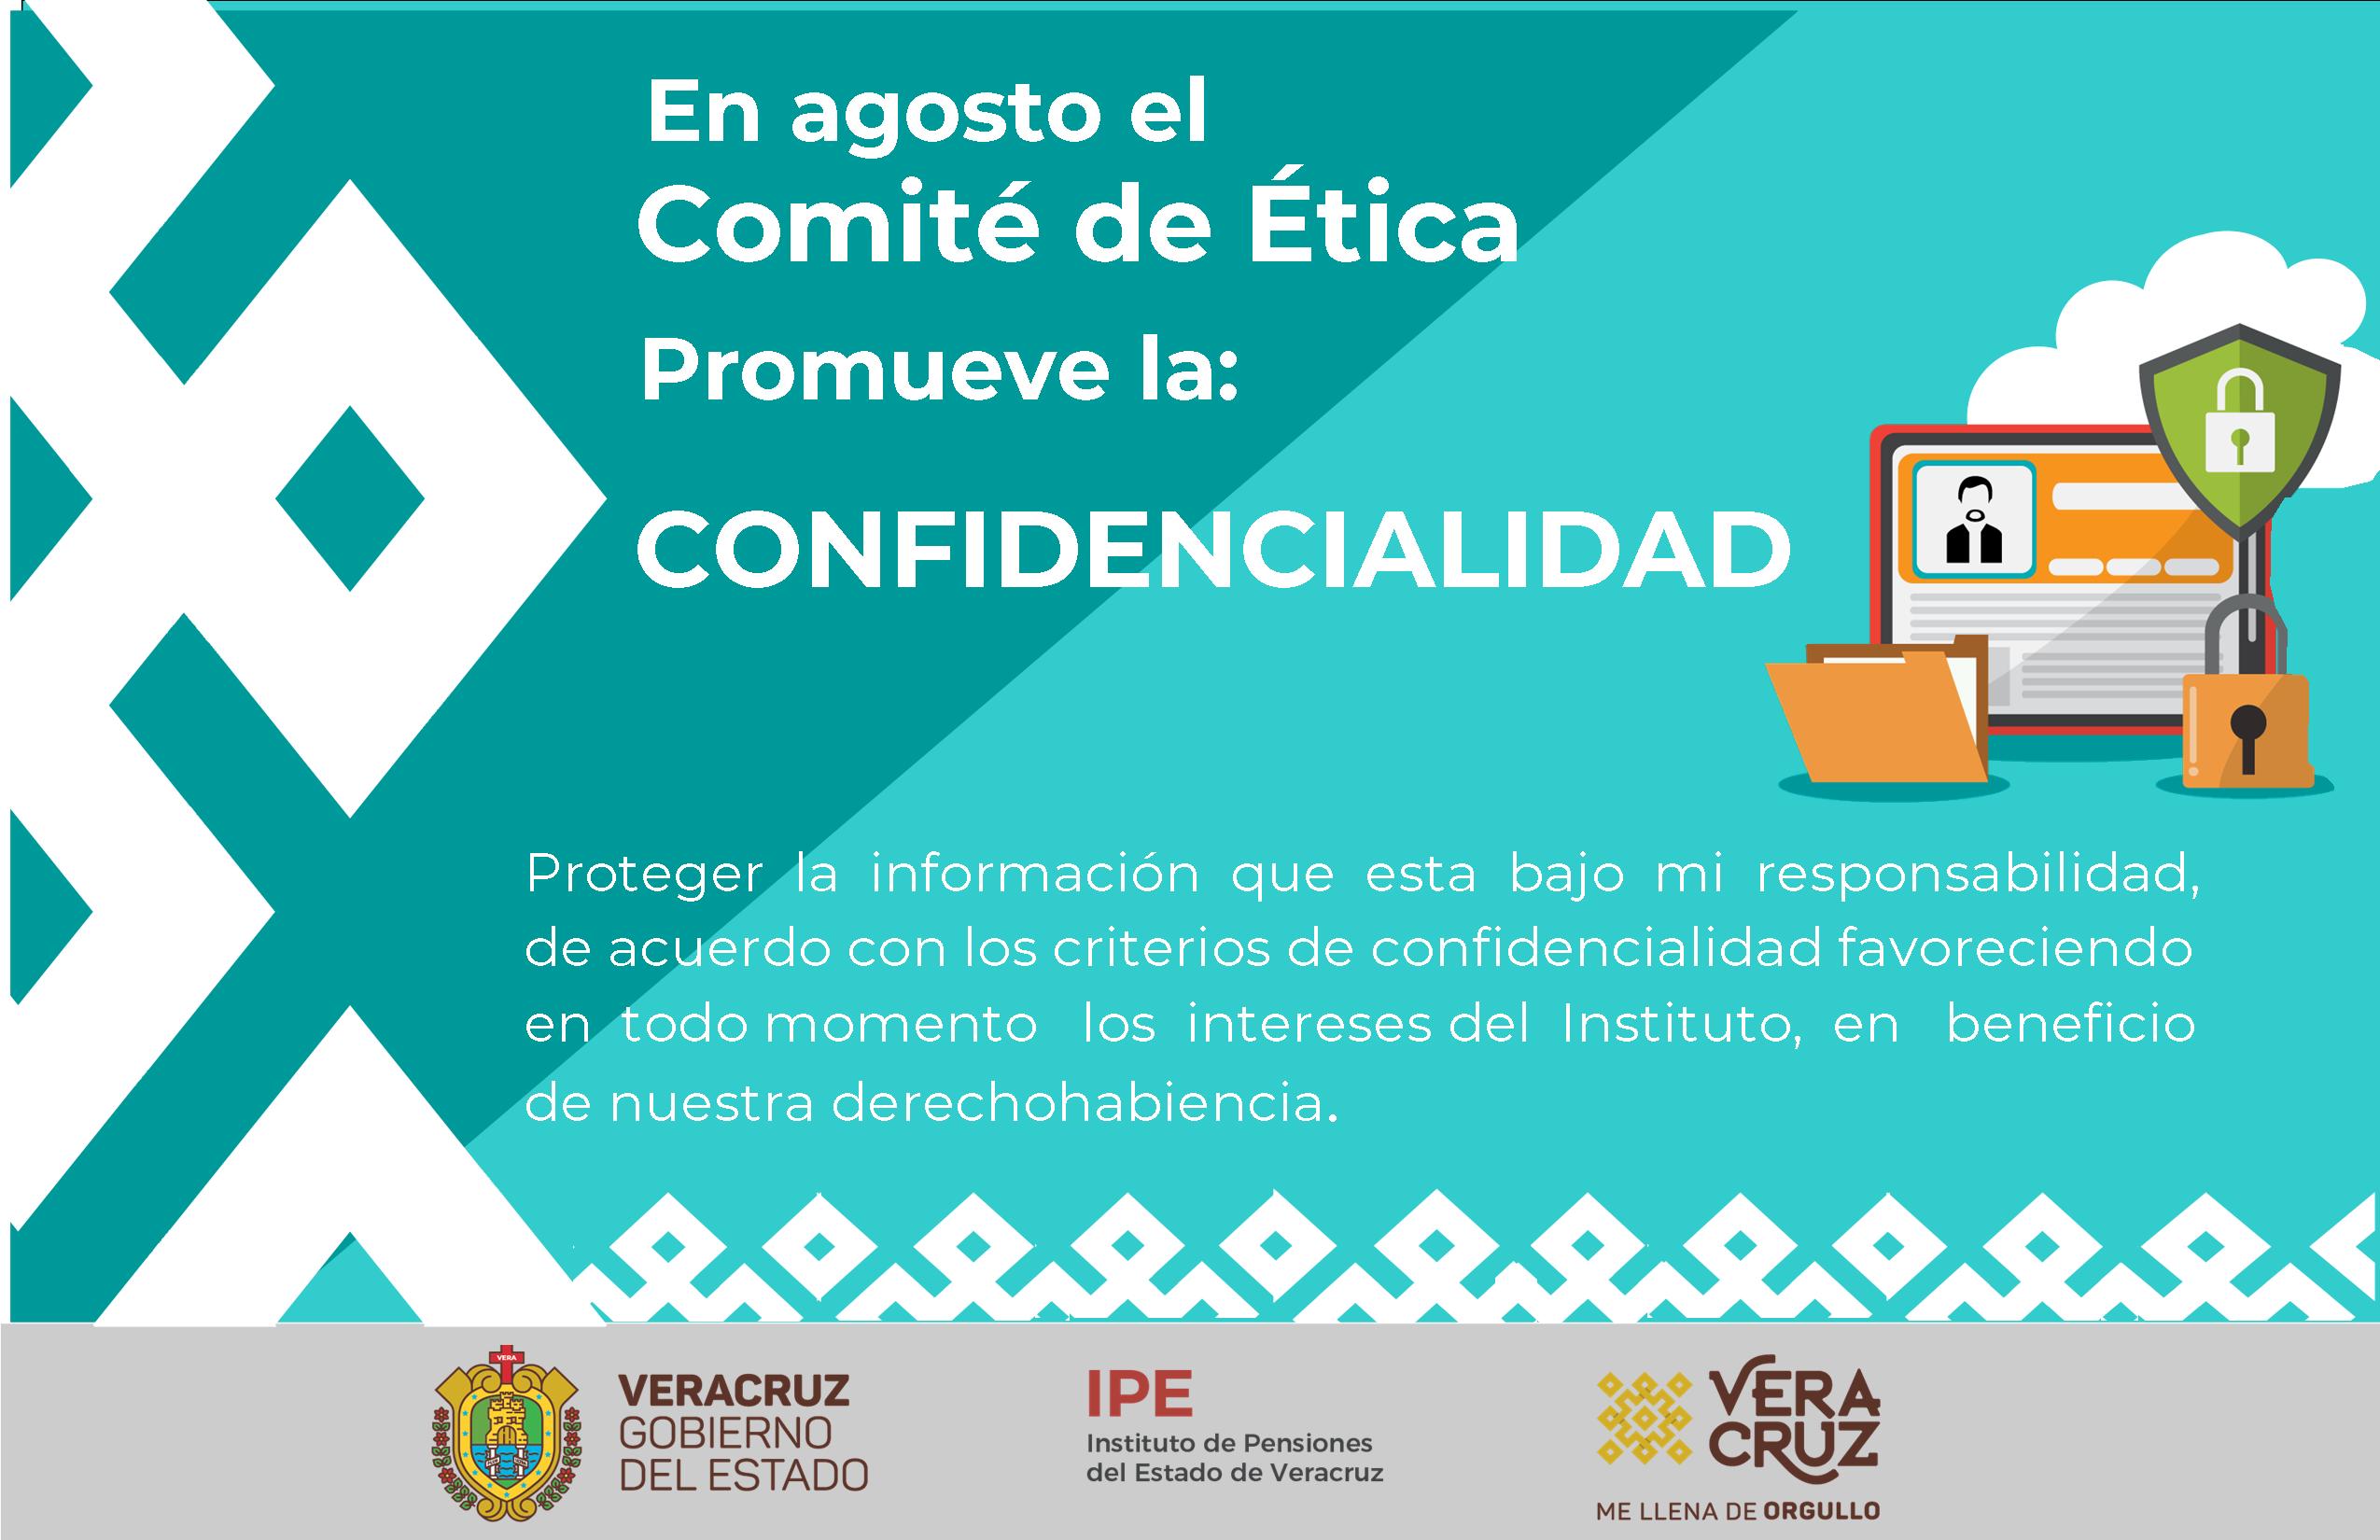 En agosto el
Comité de Ética
Promueve la:
CONFIDENCIALIDAD
Proteger la información que esta bajo mi responsabilidad,
de acuerdo con los criterios de confidencialidad favoreciendo
en todo momento los intereses del Instituto, en beneficio
de nuestra derechohabiencia.
VERA
VERACRUZ
GOBIERNO
DEL ESTADO
IPE
Instituto de Pensiones
del Estado de Veracruz
VERA
CRUZ
ME LLENA DE ORGULLO